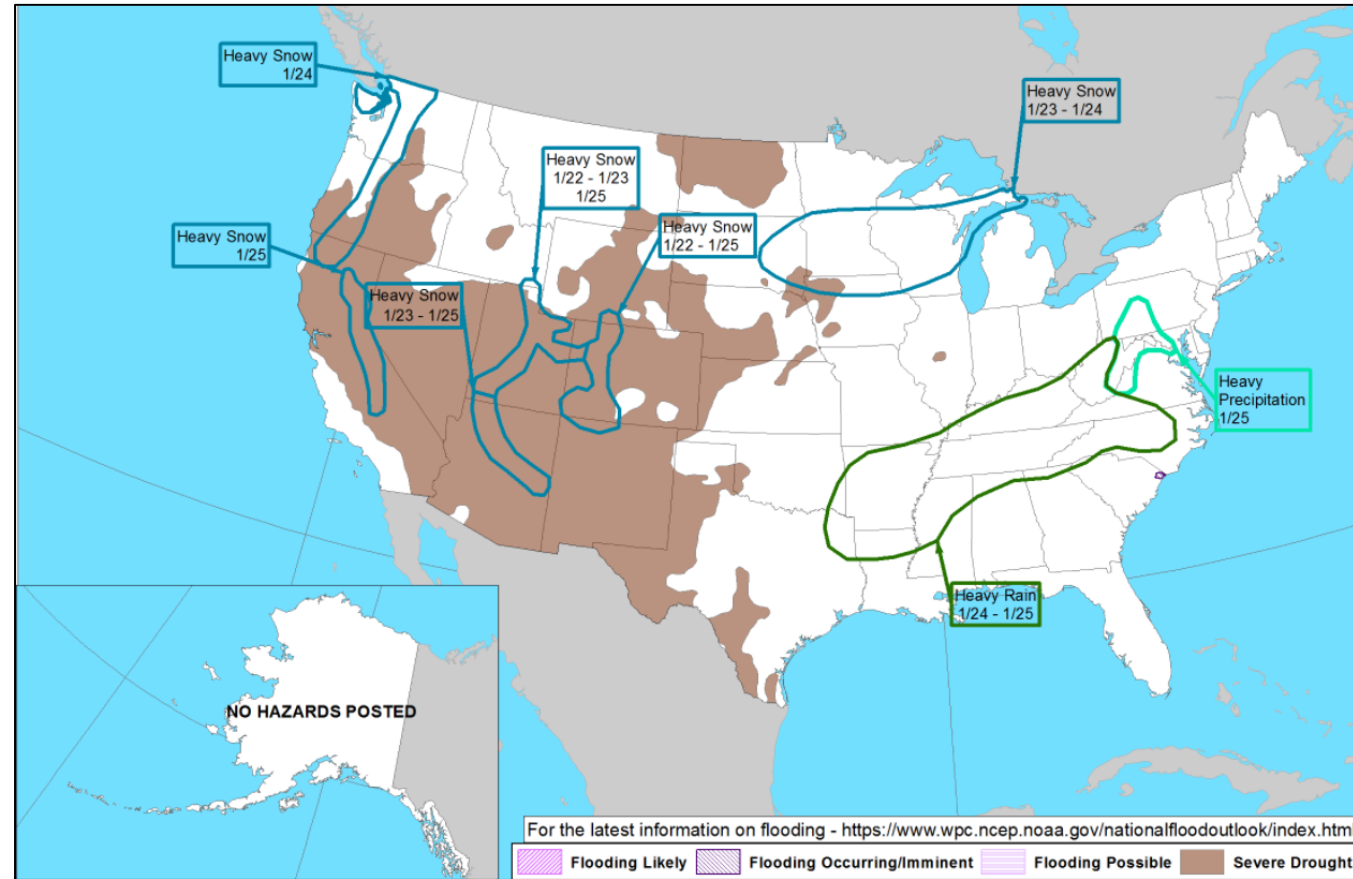 Heavy Snow
1/24
Heavy Snow
1/23 - 1/24
Heavy Snow
1/22 - 1/23
1/25
Heavy Snow
1/22 - 1/25
Heavy Snow
1/25
Heavy Snow
1/23 - 1/25
Heavy
Precipitation
1/25
Heavy Rain
1/24 - 1/25
NO HAZARDS POSTED
For the latest information on flooding - https://www.wpc.ncep.noaa.gov/nationalfloodoutlook/index.html
Flooding Likely
Flooding Occurring/Imminent
Flooding Possible
Severe Drought